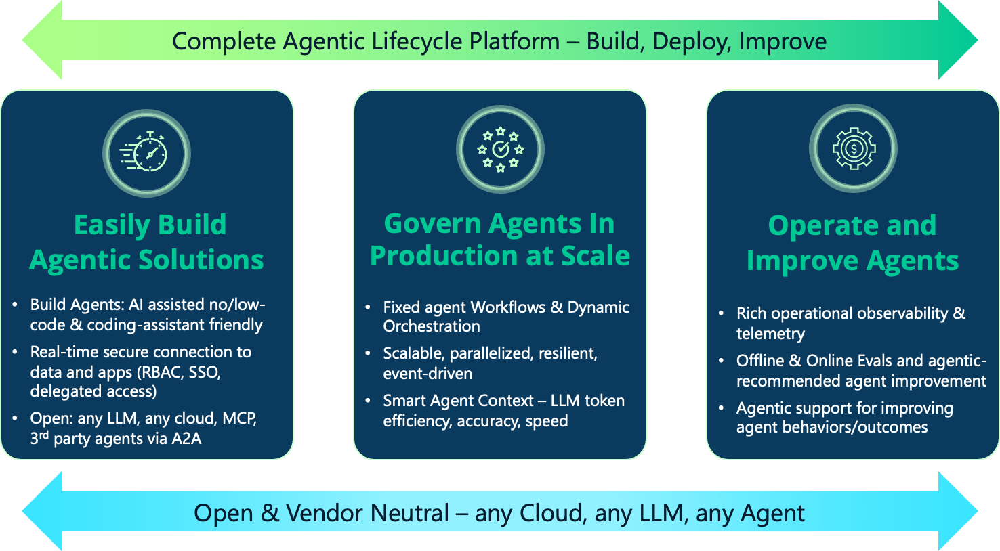 Complete Agentic Lifecycle Platform – Build, Deploy, Improve
Easily Build
Agentic Solutions
• Build Agents: AI assisted no/low-
code & coding-assistant friendly
• Real-time secure connection to
data and apps (RBAC, SSO,
delegated access)
• Open: any LLM, any cloud, MCP,
3rd party agents via A2A
Govern Agents In
Production at Scale
• Fixed agent Workflows & Dynamic
Orchestration
• Scalable, parallelized, resilient,
event-driven
• Smart Agent Context – LLM token
efficiency, accuracy, speed
$
Operate and
Improve Agents
• Rich operational observability &
telemetry
• Offline & Online Evals and agentic-
recommended agent improvement
• Agentic support for improving
agent behaviors/outcomes
Open & Vendor Neutral – any Cloud, any LLM, any Agent